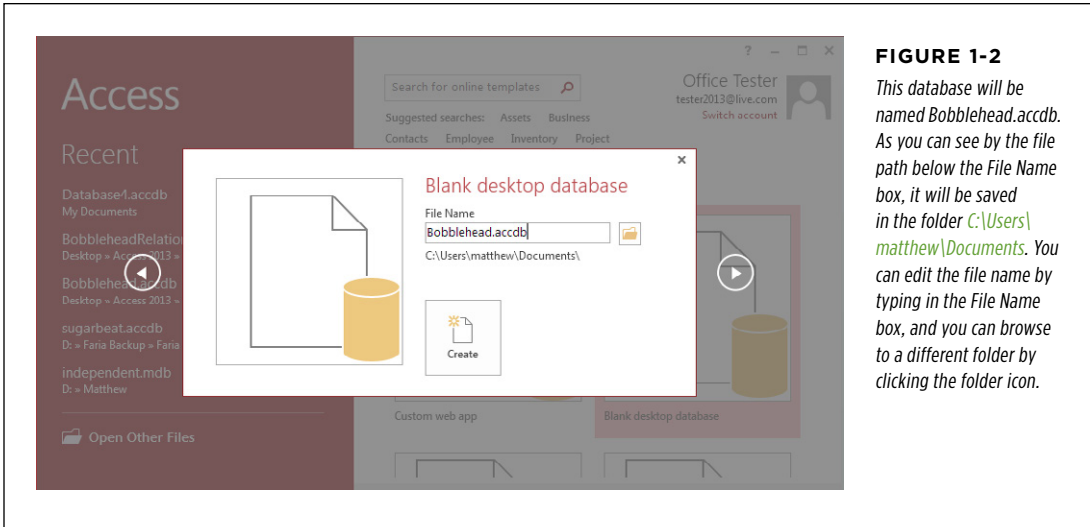 ? – □ ×
Access
Search for online templates
Office Tester
tester2013@live.com
Switch account
Suggested searches: Assets Business
Contacts Employee Inventory Project
Recent
Database4.accdb
My Documents
BobbleheadRelatio
Desktop » Access 2013 »
Bobblehead.accdb
Desktop » Access 2013 »
sugarbeat.accdb
D: » Faria Backup » Faria
independent.mdb
D: » Matthew
Open Other Files
Blank desktop database
File Name
Bobblehead.accdb
C:\Users\matthew\Documents\
Create
Custom web app
Blank desktop database
FIGURE 1-2
This database will be
named Bobblehead.accdb.
As you can see by the file
path below the File Name
box, it will be saved
in the folder C:\Users\
matthew\Documents. You
can edit the file name by
typing in the File Name
box, and you can browse
to a different folder by
clicking the folder icon.